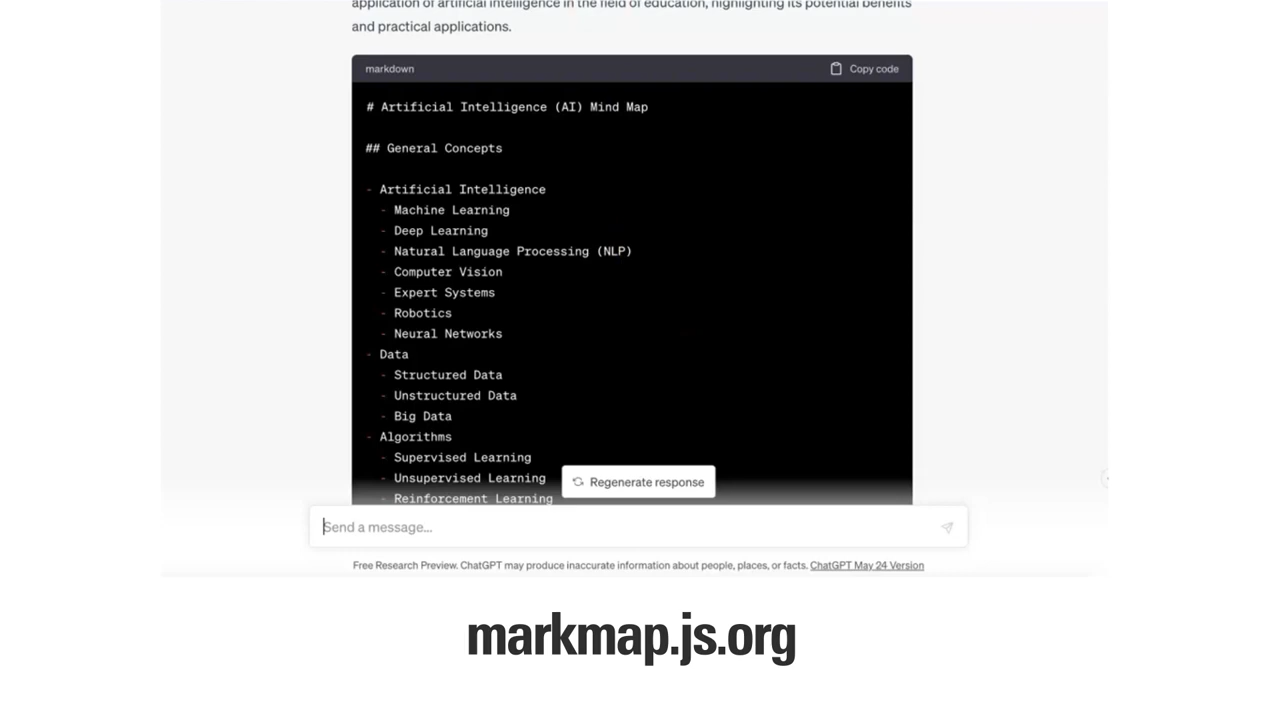 application of artificial intelligence in the field of education, highlighting its potential benefits
and practical applications.
markdown
Copy code
# Artificial Intelligence (AI) Mind Map
## General Concepts
- Artificial Intelligence
- Machine Learning
- Deep Learning
- Natural Language Processing (NLP)
- Computer Vision
- Expert Systems
- Robotics
- Neural Networks
- Data
- Structured Data
- Unstructured Data
- Big Data
- Algorithms
- Supervised Learning
- Unsupervised Learning
Regenerate response
- Reinforcement Learning
Send a message...
Free Research Preview. ChatGPT may produce inaccurate information about people, places, or facts. ChatGPT May 24 Version
markmap.js.org